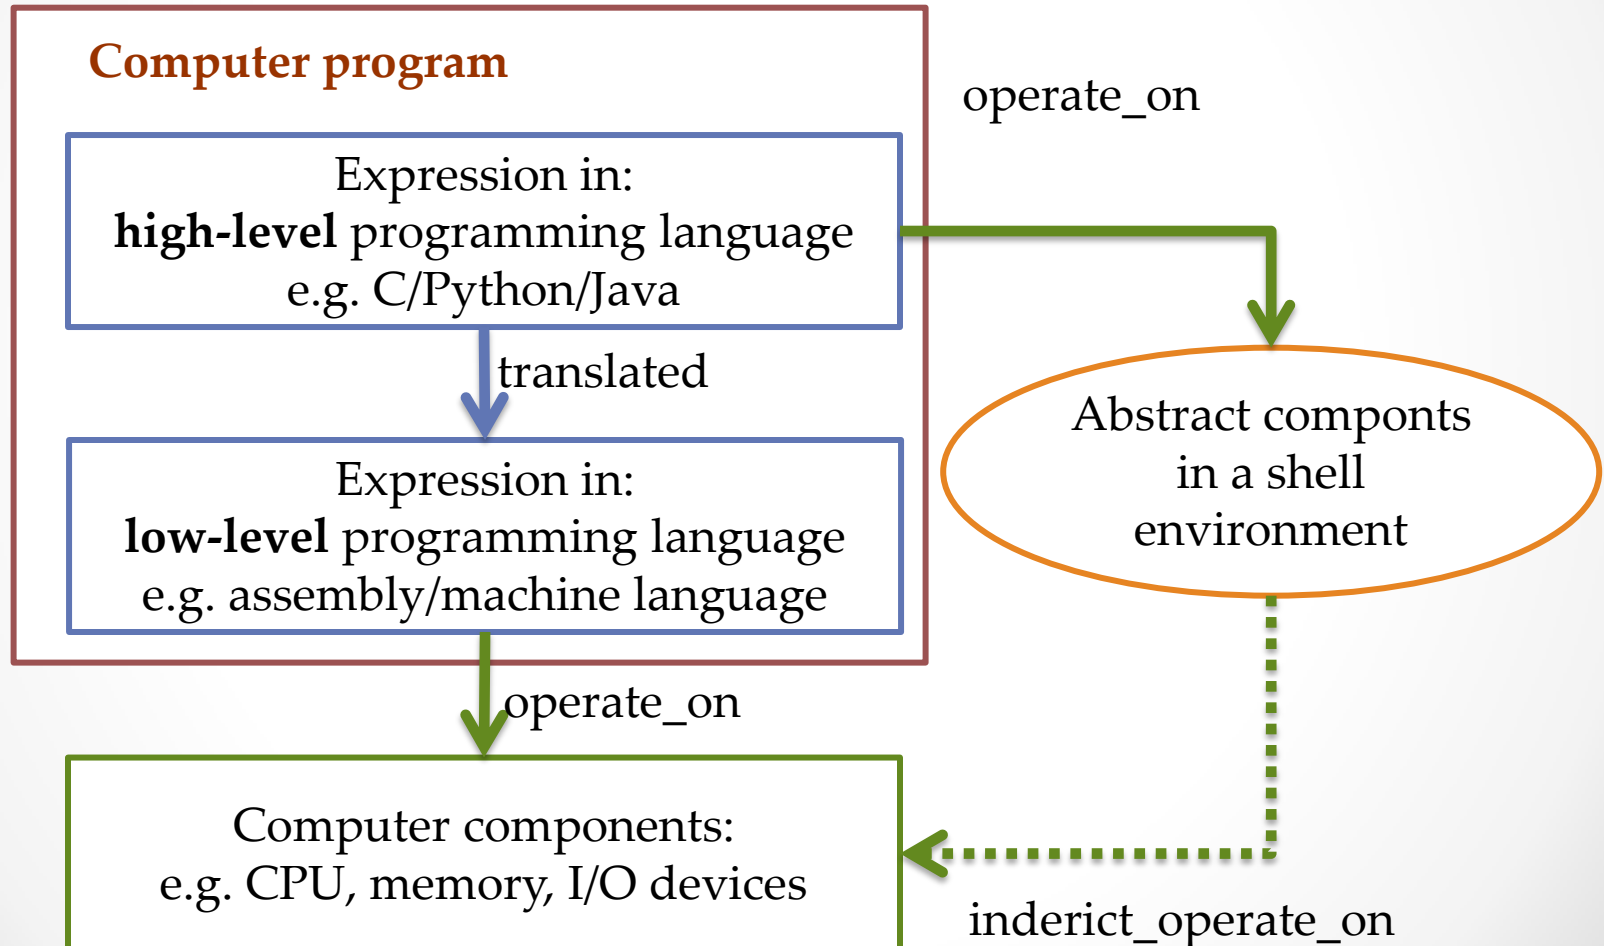 Computer program
operate_on
Expression in:
high-level programming language
e.g. C/Python/Java
translated
Abstract componts
in a shell
environment
Expression in:
low-level programming language
e.g. assembly/machine language
operate_on
Computer components:
e.g. CPU, memory, I/O devices
inderict_operate_on